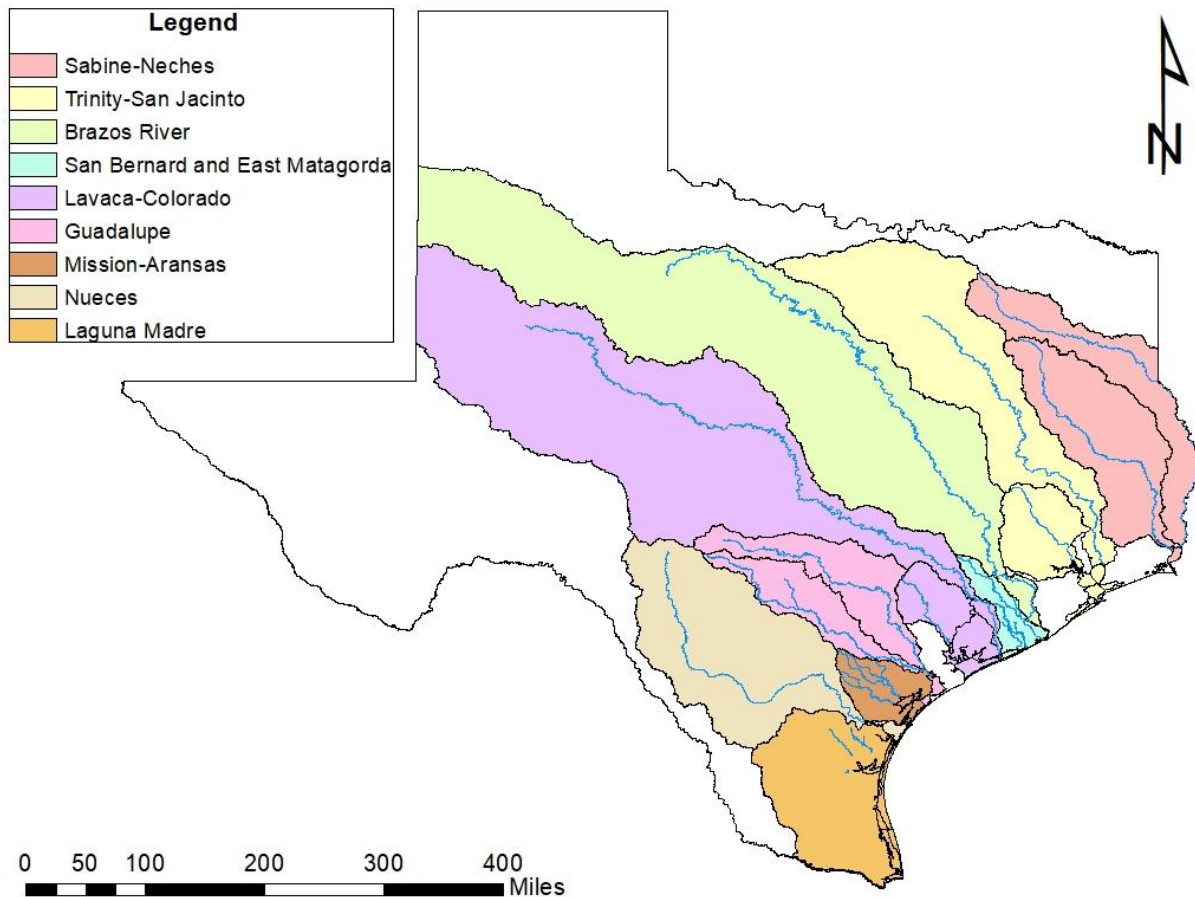 Legend
Sabine-Neches
Trinity-San Jacinto
Brazos River
San Bernard and East Matagorda
Lavaca-Colorado
Guadalupe
Mission-Aransas
Nueces
Laguna Madre
N
0 50 100 200 300 400
Miles